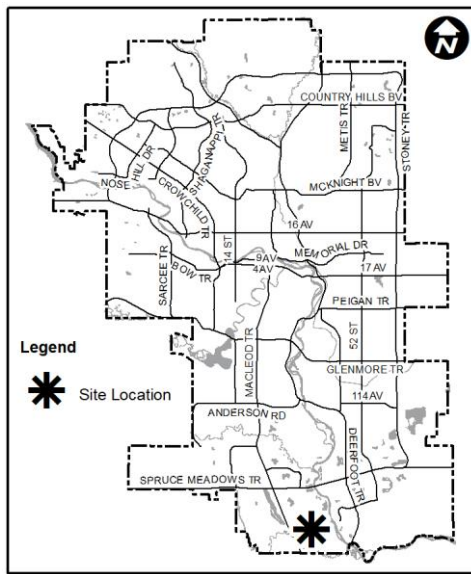 N
COUNTRY HILLS BV
METIS TR
STONEY TR
SHAGANAPPI TR
NOSE HILL DR
CROWCHILD TR
MCKNIGHT BV
16 AV
14 ST
MEMORIAL DR
9 AV
4 AV
17 AV
SARCEE TR
BOW TR
PEIGAN TR
52 ST
Legend
Site Location
MACLEOD TR
GLENMORE TR
114 AV
ANDERSON RD
DEERFOOT TR
SPRUCE MEADOWS TR